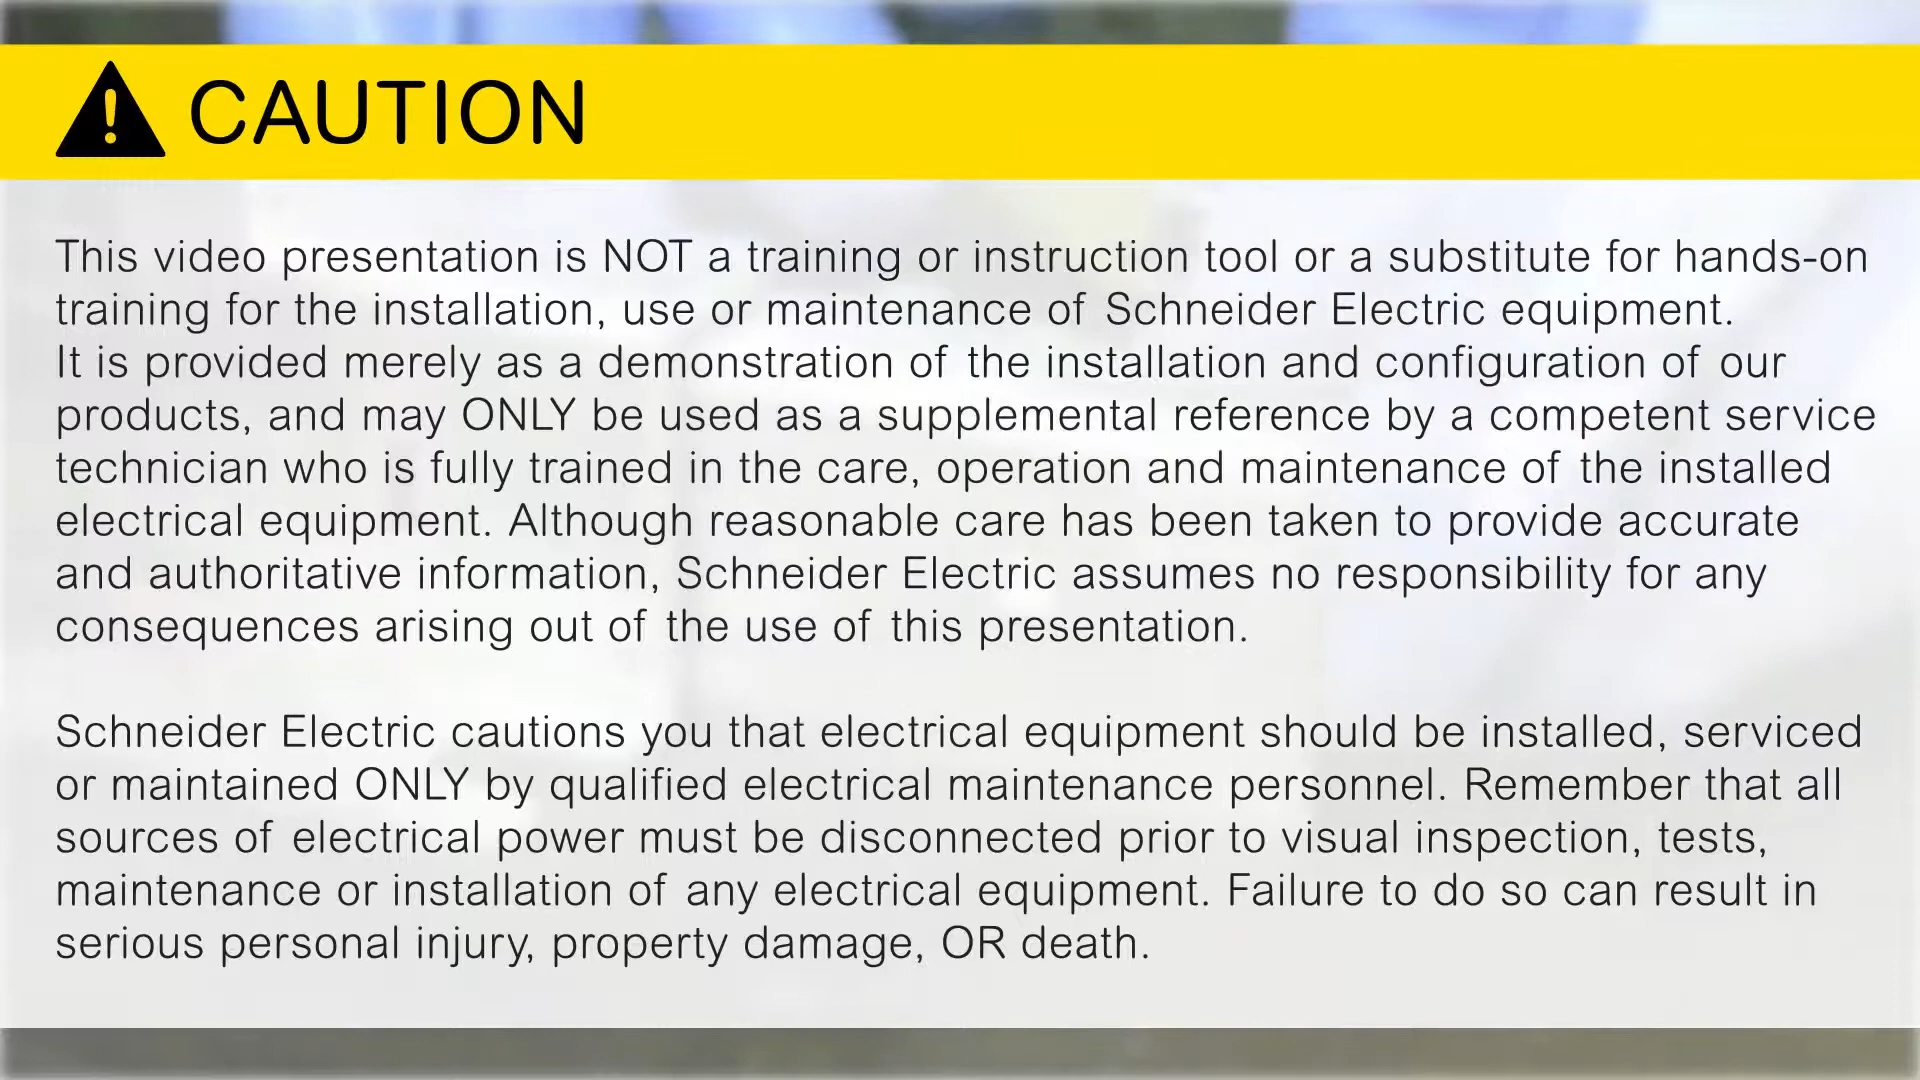 CAUTION
This video presentation is NOT a training or instruction tool or a substitute for hands-on
training for the installation, use or maintenance of Schneider Electric equipment.
It is provided merely as a demonstration of the installation and configuration of our
products, and may ONLY be used as a supplemental reference by a competent service
technician who is fully trained in the care, operation and maintenance of the installed
electrical equipment. Although reasonable care has been taken to provide accurate
and authoritative information, Schneider Electric assumes no responsibility for any
consequences arising out of the use of this presentation.
Schneider Electric cautions you that electrical equipment should be installed, serviced
or maintained ONLY by qualified electrical maintenance personnel. Remember that all
sources of electrical power must be disconnected prior to visual inspection, tests,
maintenance or installation of any electrical equipment. Failure to do so can result in
serious personal injury, property damage, OR death.